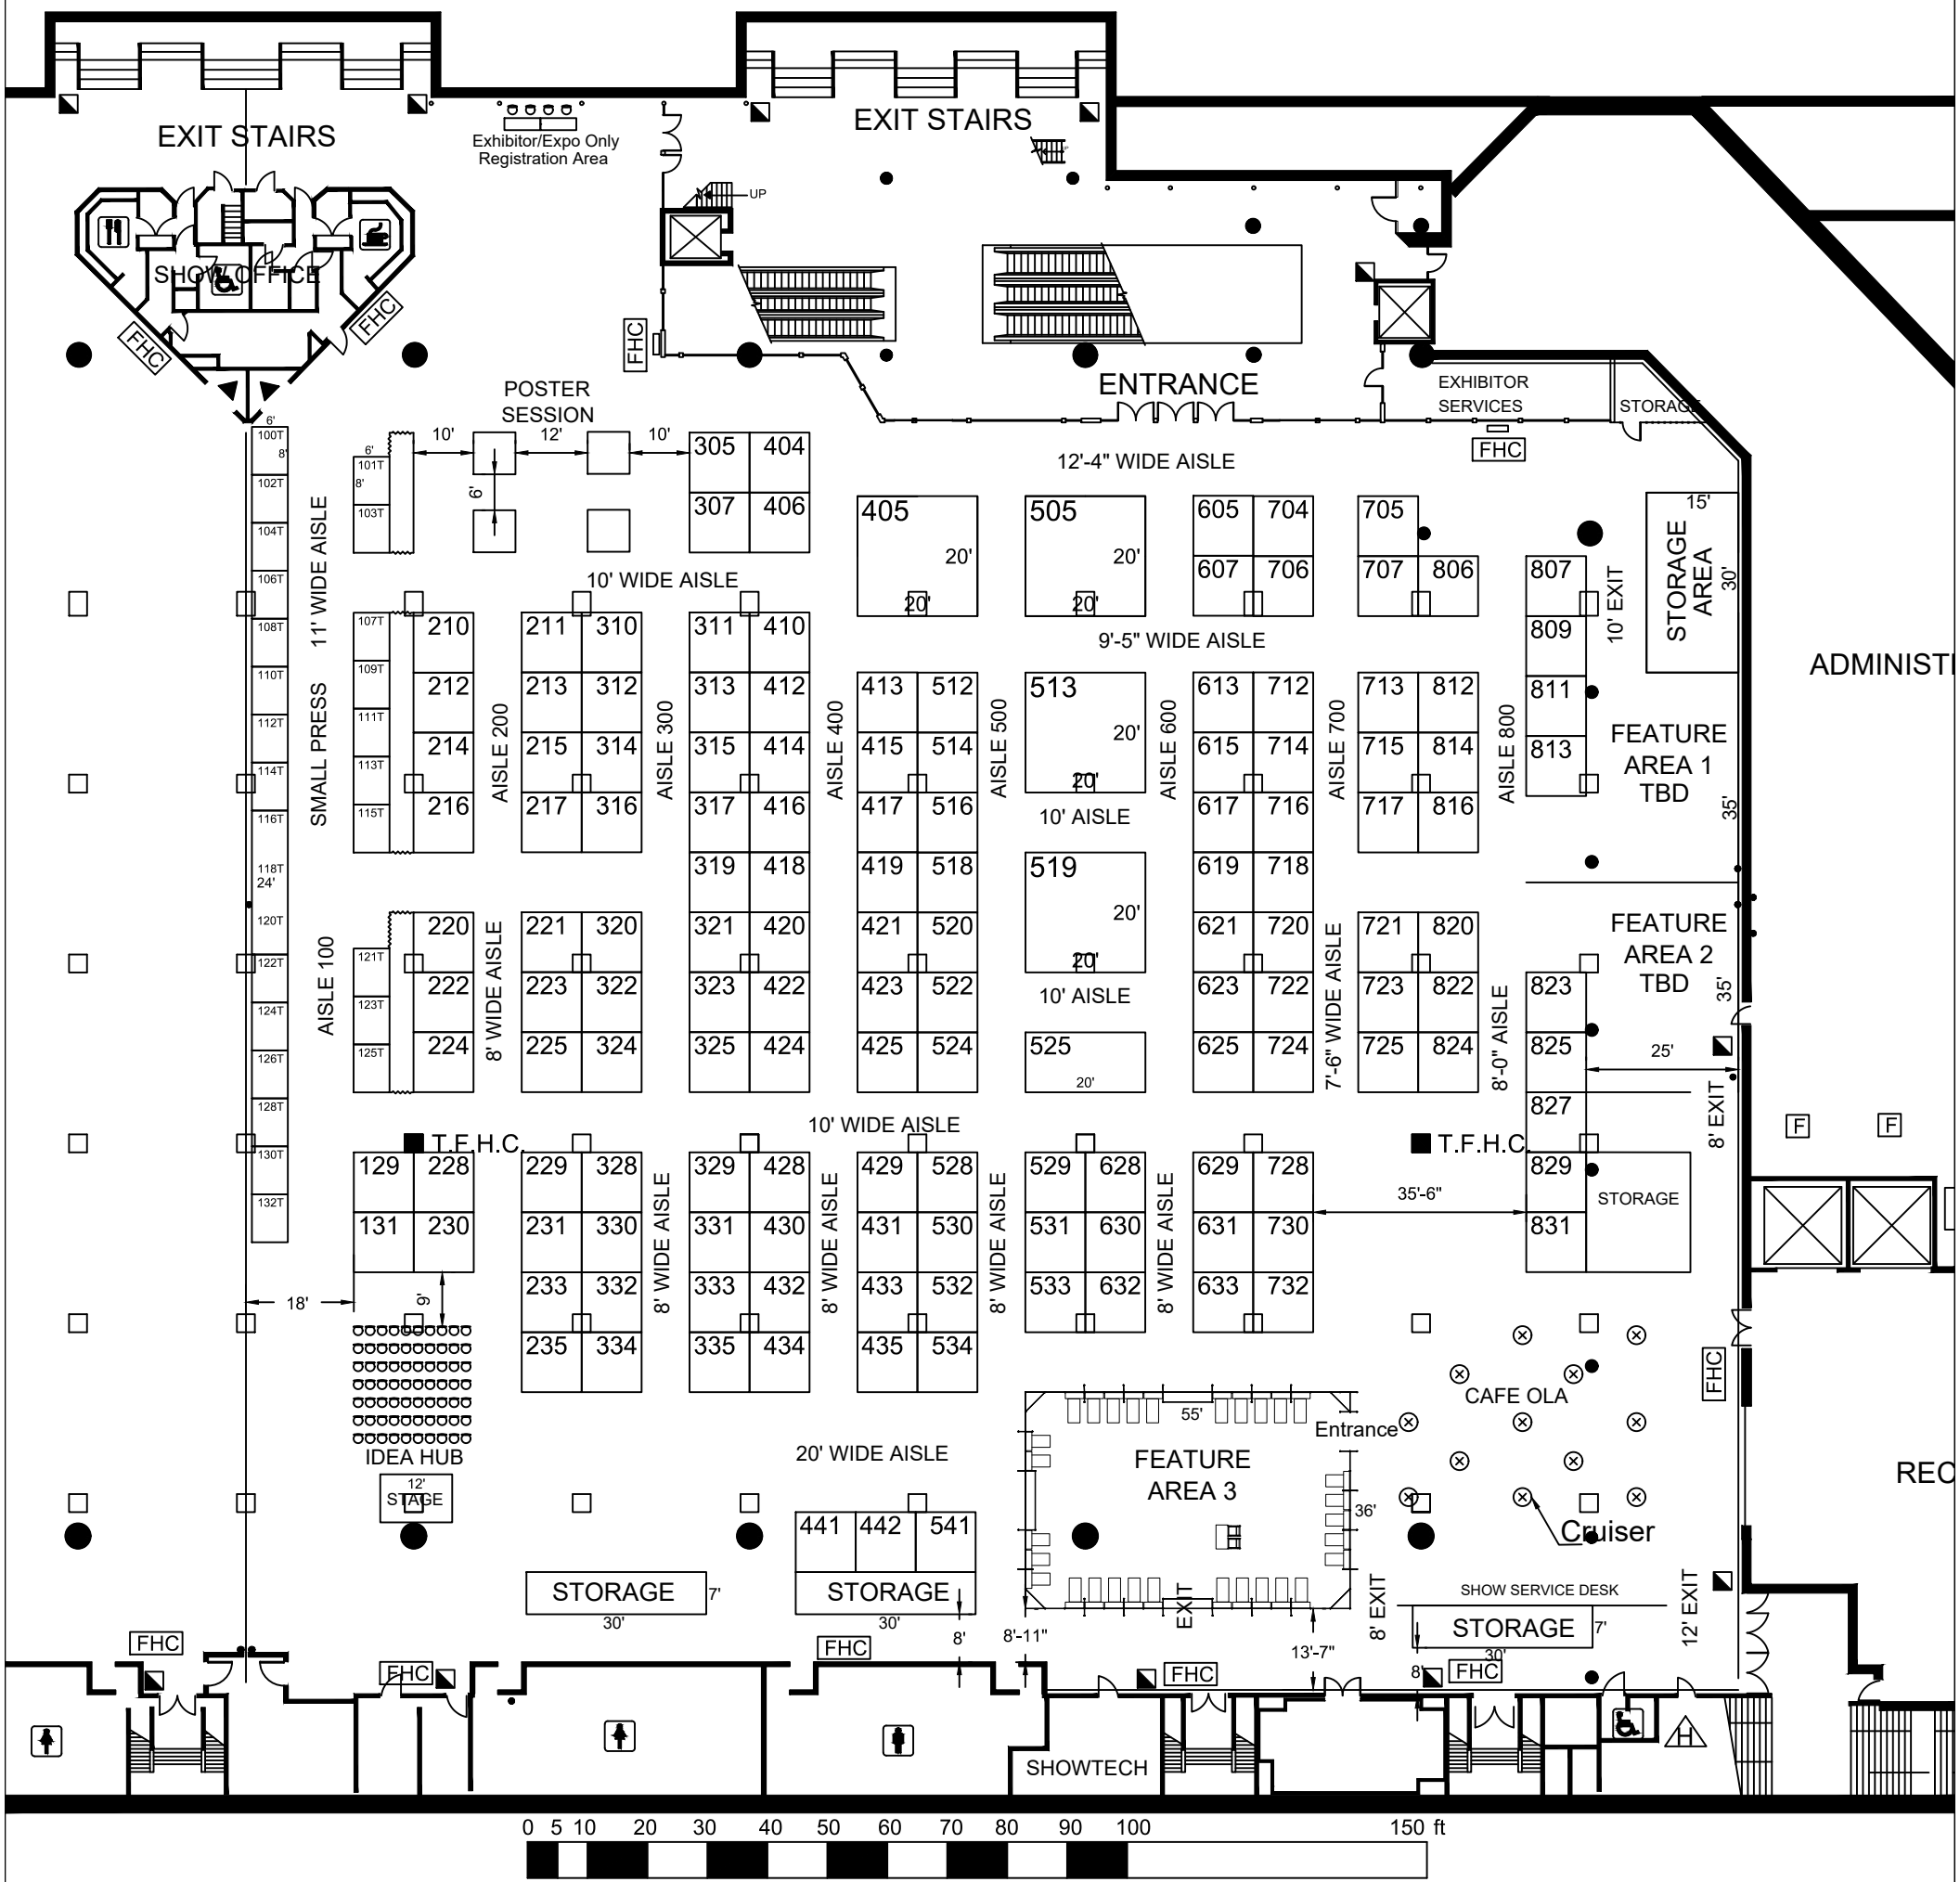 EXIT STAIRS
Exhibitor/Expo Only
Registration Area
EXIT STAIRS
UP
SHOW OFFICE
FHC
FHC
FHC
POSTER
SESSION
ENTRANCE
EXHIBITOR
SERVICES
STORAGE
FHC
12'-4" WIDE AISLE
6'
100T
8'
102T
104T
106T
108T
110T
112T
114T
116T
118T
24'
120T
122T
124T
126T
128T
130T
132T
11' WIDE AISLE
SMALL PRESS
AISLE 100
6'
101T
8'
103T
107T
109T
111T
113T
115T
121T
123T
125T
10'
12'
10'
6'
305 404
307 406
405
20'
20'
505
20'
20'
605 704
607 706
705
707 806
807
809
811
813
10' EXIT
15'
STORAGE
AREA
30'
10' WIDE AISLE
9'-5" WIDE AISLE
ADMINISTI
210
212
214
216
220
222
224
AISLE 200
8' WIDE AISLE
211 310
213 312
215 314
217 316
221 320
223 322
225 324
AISLE 300
311 410
313 412
315 414
317 416
319 418
321 420
323 422
325 424
AISLE 400
413 512
415 514
417 516
419 518
421 520
423 522
425 524
AISLE 500
513
20'
20'
10' AISLE
519
20'
20'
10' AISLE
525
20'
AISLE 600
613 712
615 714
617 716
619 718
621 720
623 722
625 724
AISLE 700
7'-6" WIDE AISLE
713 812
715 814
717 816
721 820
723 822
725 824
AISLE 800
8'-0" AISLE
FEATURE
AREA 1
TBD
35'
FEATURE
AREA 2
TBD
35'
823
825
827
829
831
25'
8' EXIT
F
F
10' WIDE AISLE
T.F.H.C.
T.F.H.C.
STORAGE
35'-6"
129 228
131 230
18'
9'
229 328
231 330
233 332
235 334
8' WIDE AISLE
329 428
331 430
333 432
335 434
8' WIDE AISLE
429 528
431 530
433 532
435 534
8' WIDE AISLE
529 628
531 630
533 632
8' WIDE AISLE
629 728
631 730
633 732
IDEA HUB
12'
STAGE
20' WIDE AISLE
55'
Entrance
FEATURE
AREA 3
36'
EXIT
CAFE OLA
FHC
Cruiser
REC
441 442 541
STORAGE
7'
30'
STORAGE
30'
8'
8'-11"
13'-7"
8' EXIT
SHOW SERVICE DESK
STORAGE
7'
30'
8'
12' EXIT
FHC
FHC
FHC
FHC
FHC
SHOWTECH
H
0 5 10 20 30 40 50 60 70 80 90 100 150 ft